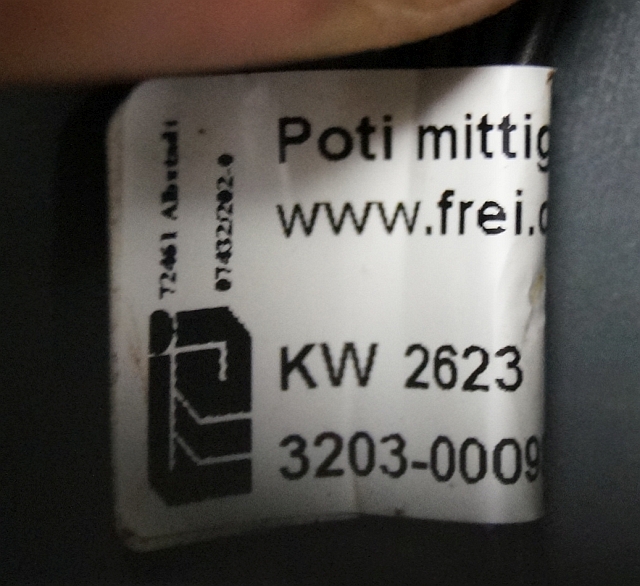 Poti mittig
www.frei.d
KW 2623
3203-0009
72461 Albstadt
07432/202-0